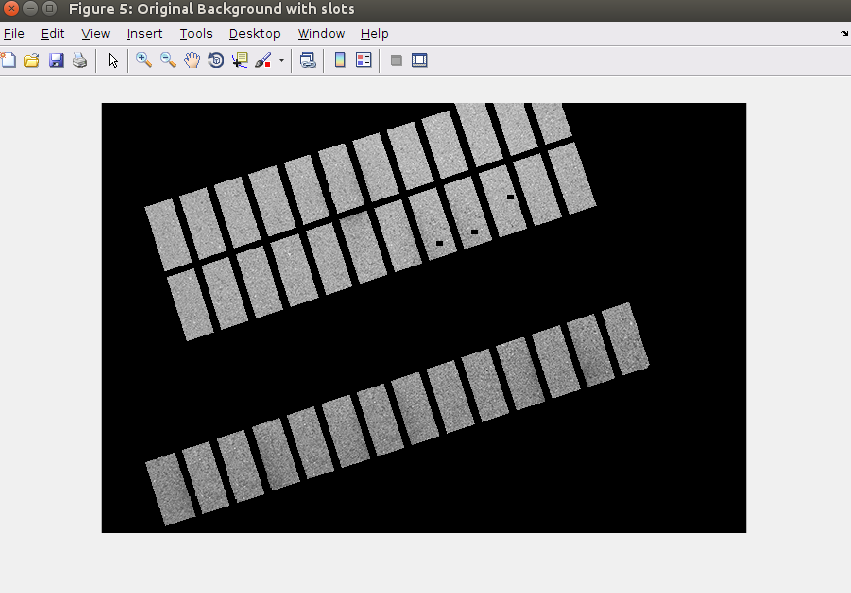 Figure 5: Original Background with slots
File Edit View Insert Tools Desktop Window Help